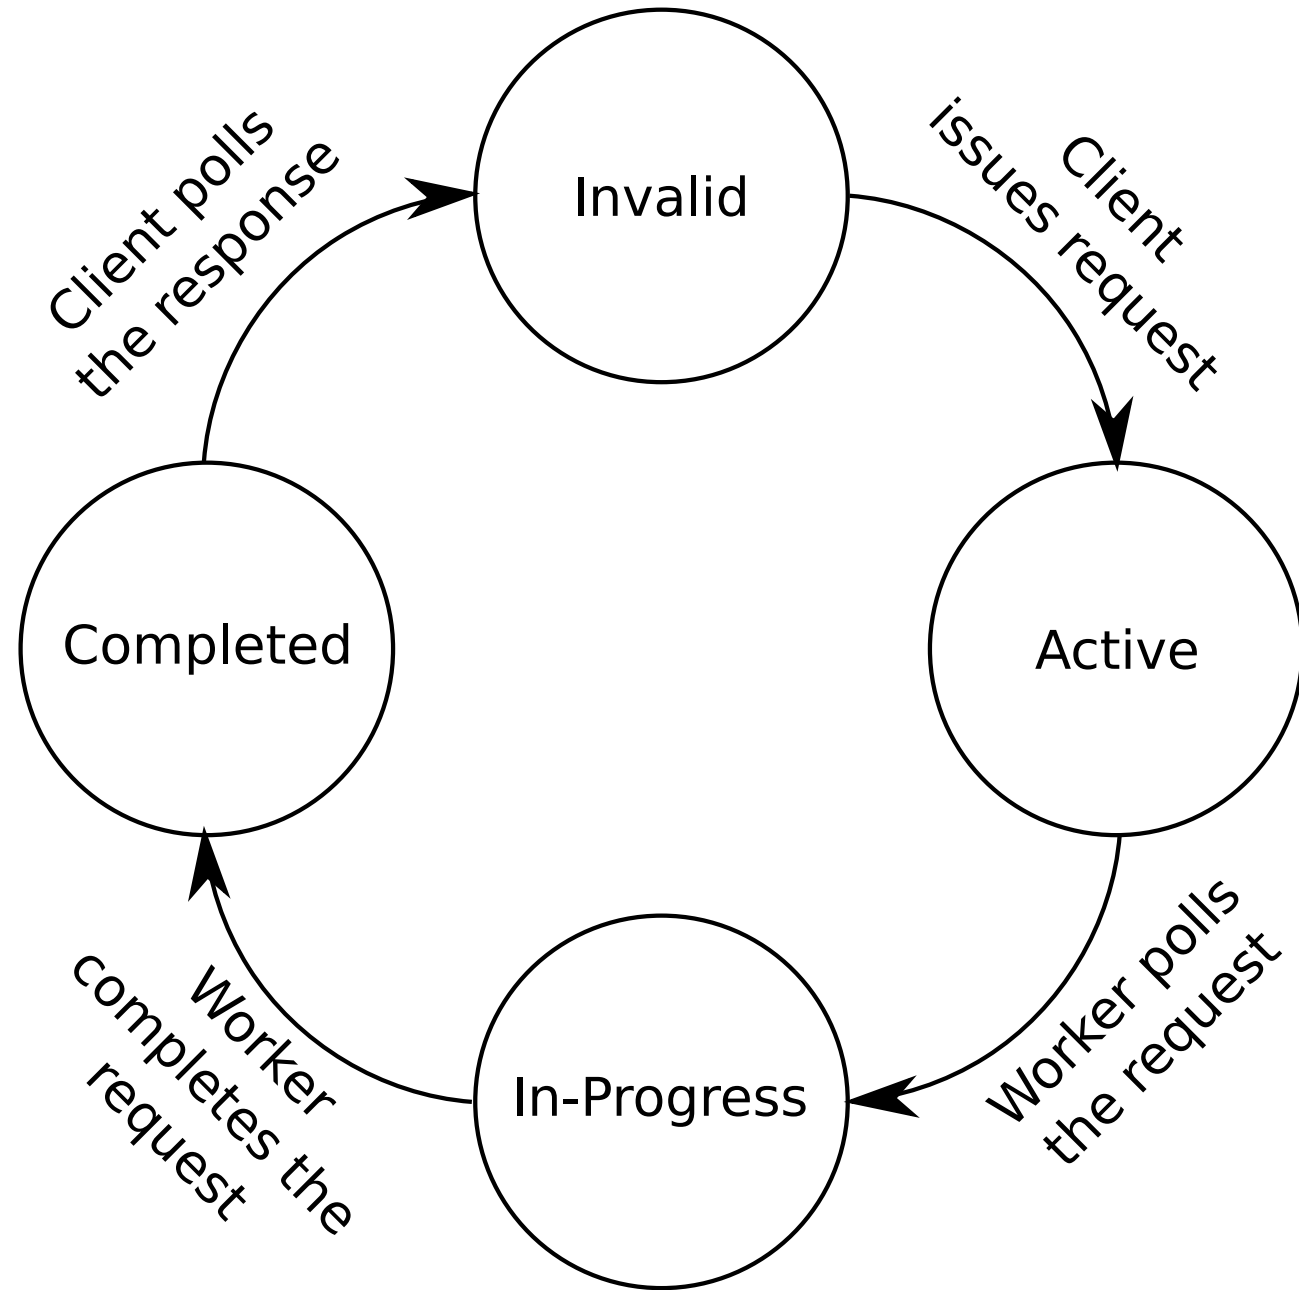 Invalid
Client
issues request
Active
Worker polls
the request
In-Progress
Worker
completes the
request
Completed
Client polls
the response